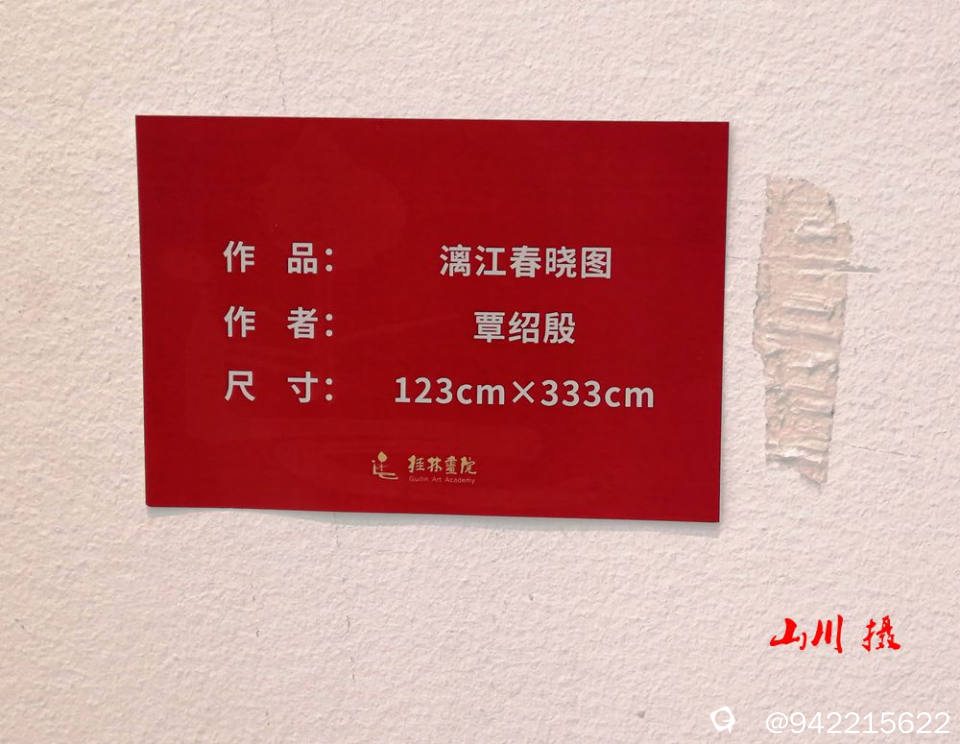 作 品： 漓江春晓图
作 者： 覃绍殷
尺 寸： 123cm×333cm
桂林畫院
Guilin Art Academy
山川 摄
@942215622